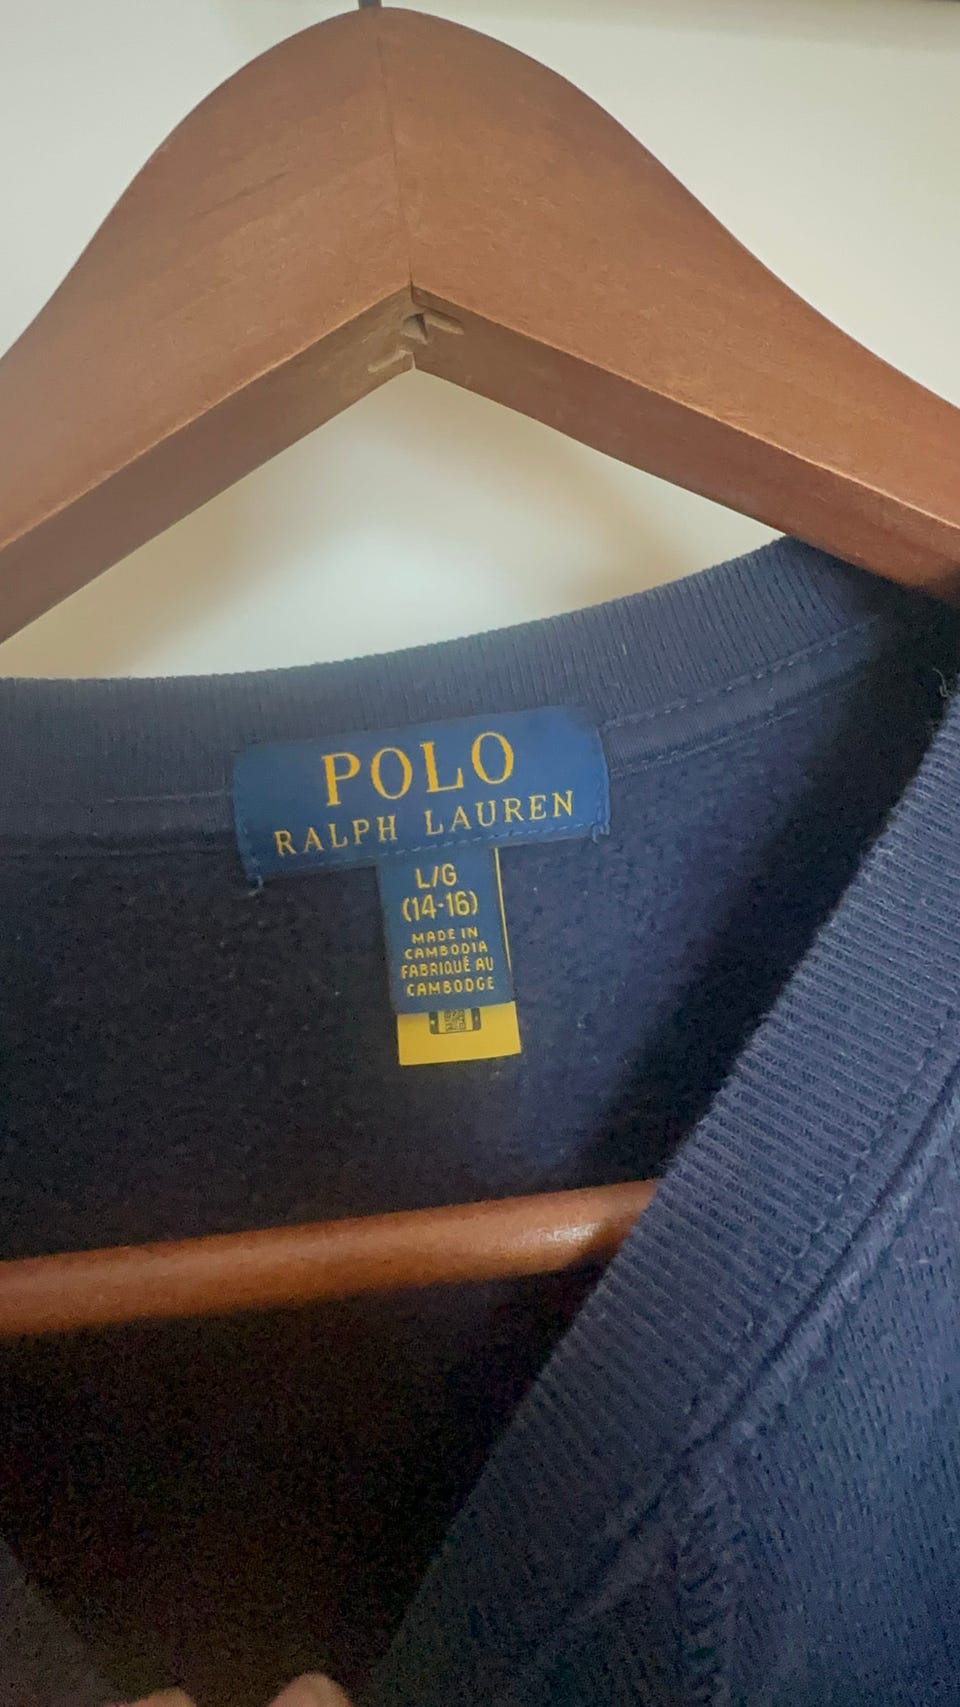 POLO
RALPH LAUREN
L/G
(14-16)
MADE IN
CAMBODIA
FABRIQUÉ AU
CAMBODGE